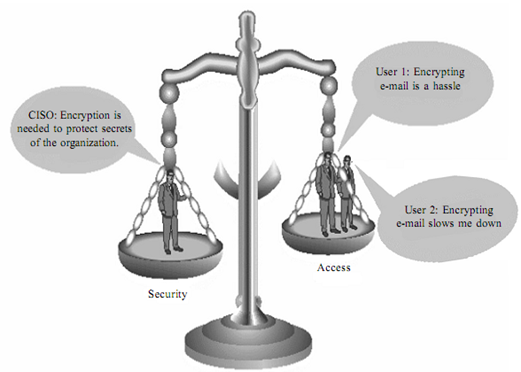 CISO: Encryption is
needed to protect secrets
of the organization.
User 1: Encrypting
e-mail is a hassle
User 2: Encrypting
e-mail slows me down
Security
Access